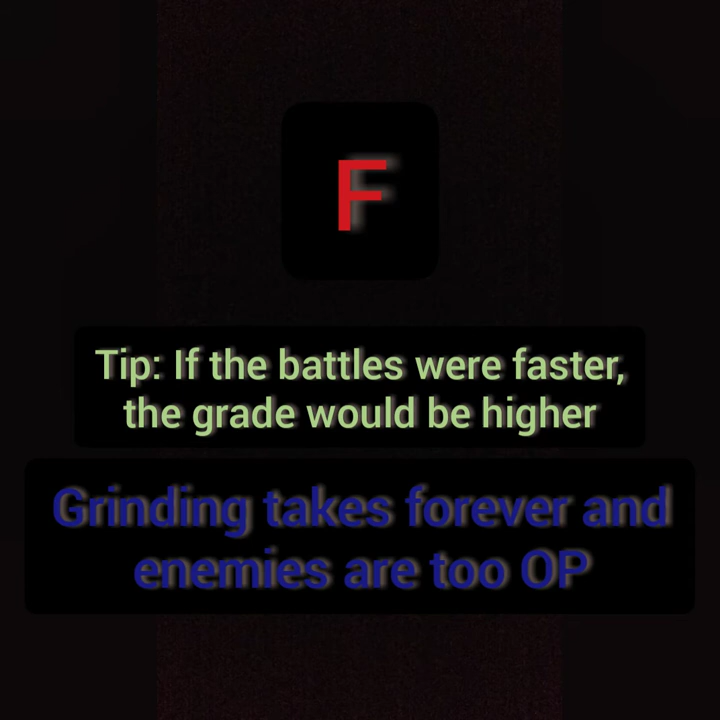 F
Tip: If the battles were faster,
the grade would be higher
Grinding takes forever and
enemies are too OP